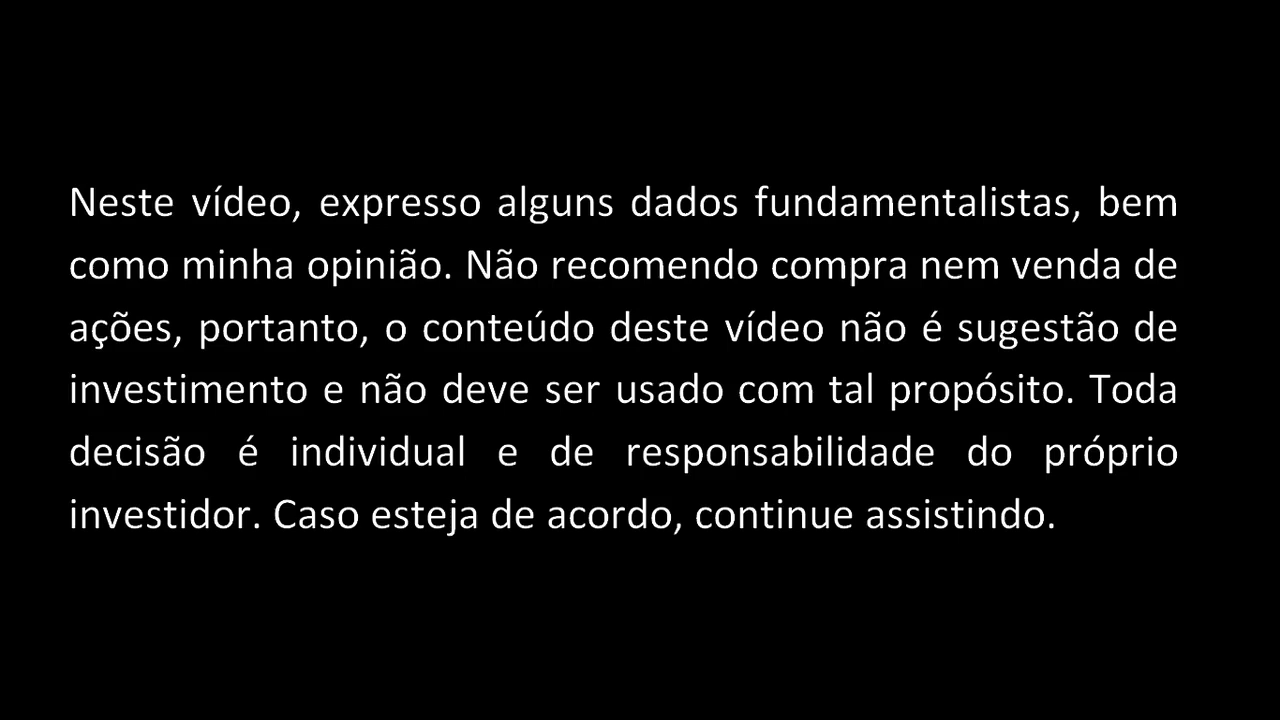 Neste vídeo, expresso alguns dados fundamentalistas, bem
como minha opinião. Não recomendo compra nem venda de
ações, portanto, o conteúdo deste vídeo não é sugestão de
investimento e não deve ser usado com tal propósito. Toda
decisão é individual e de responsabilidade do próprio
investidor. Caso esteja de acordo, continue assistindo.